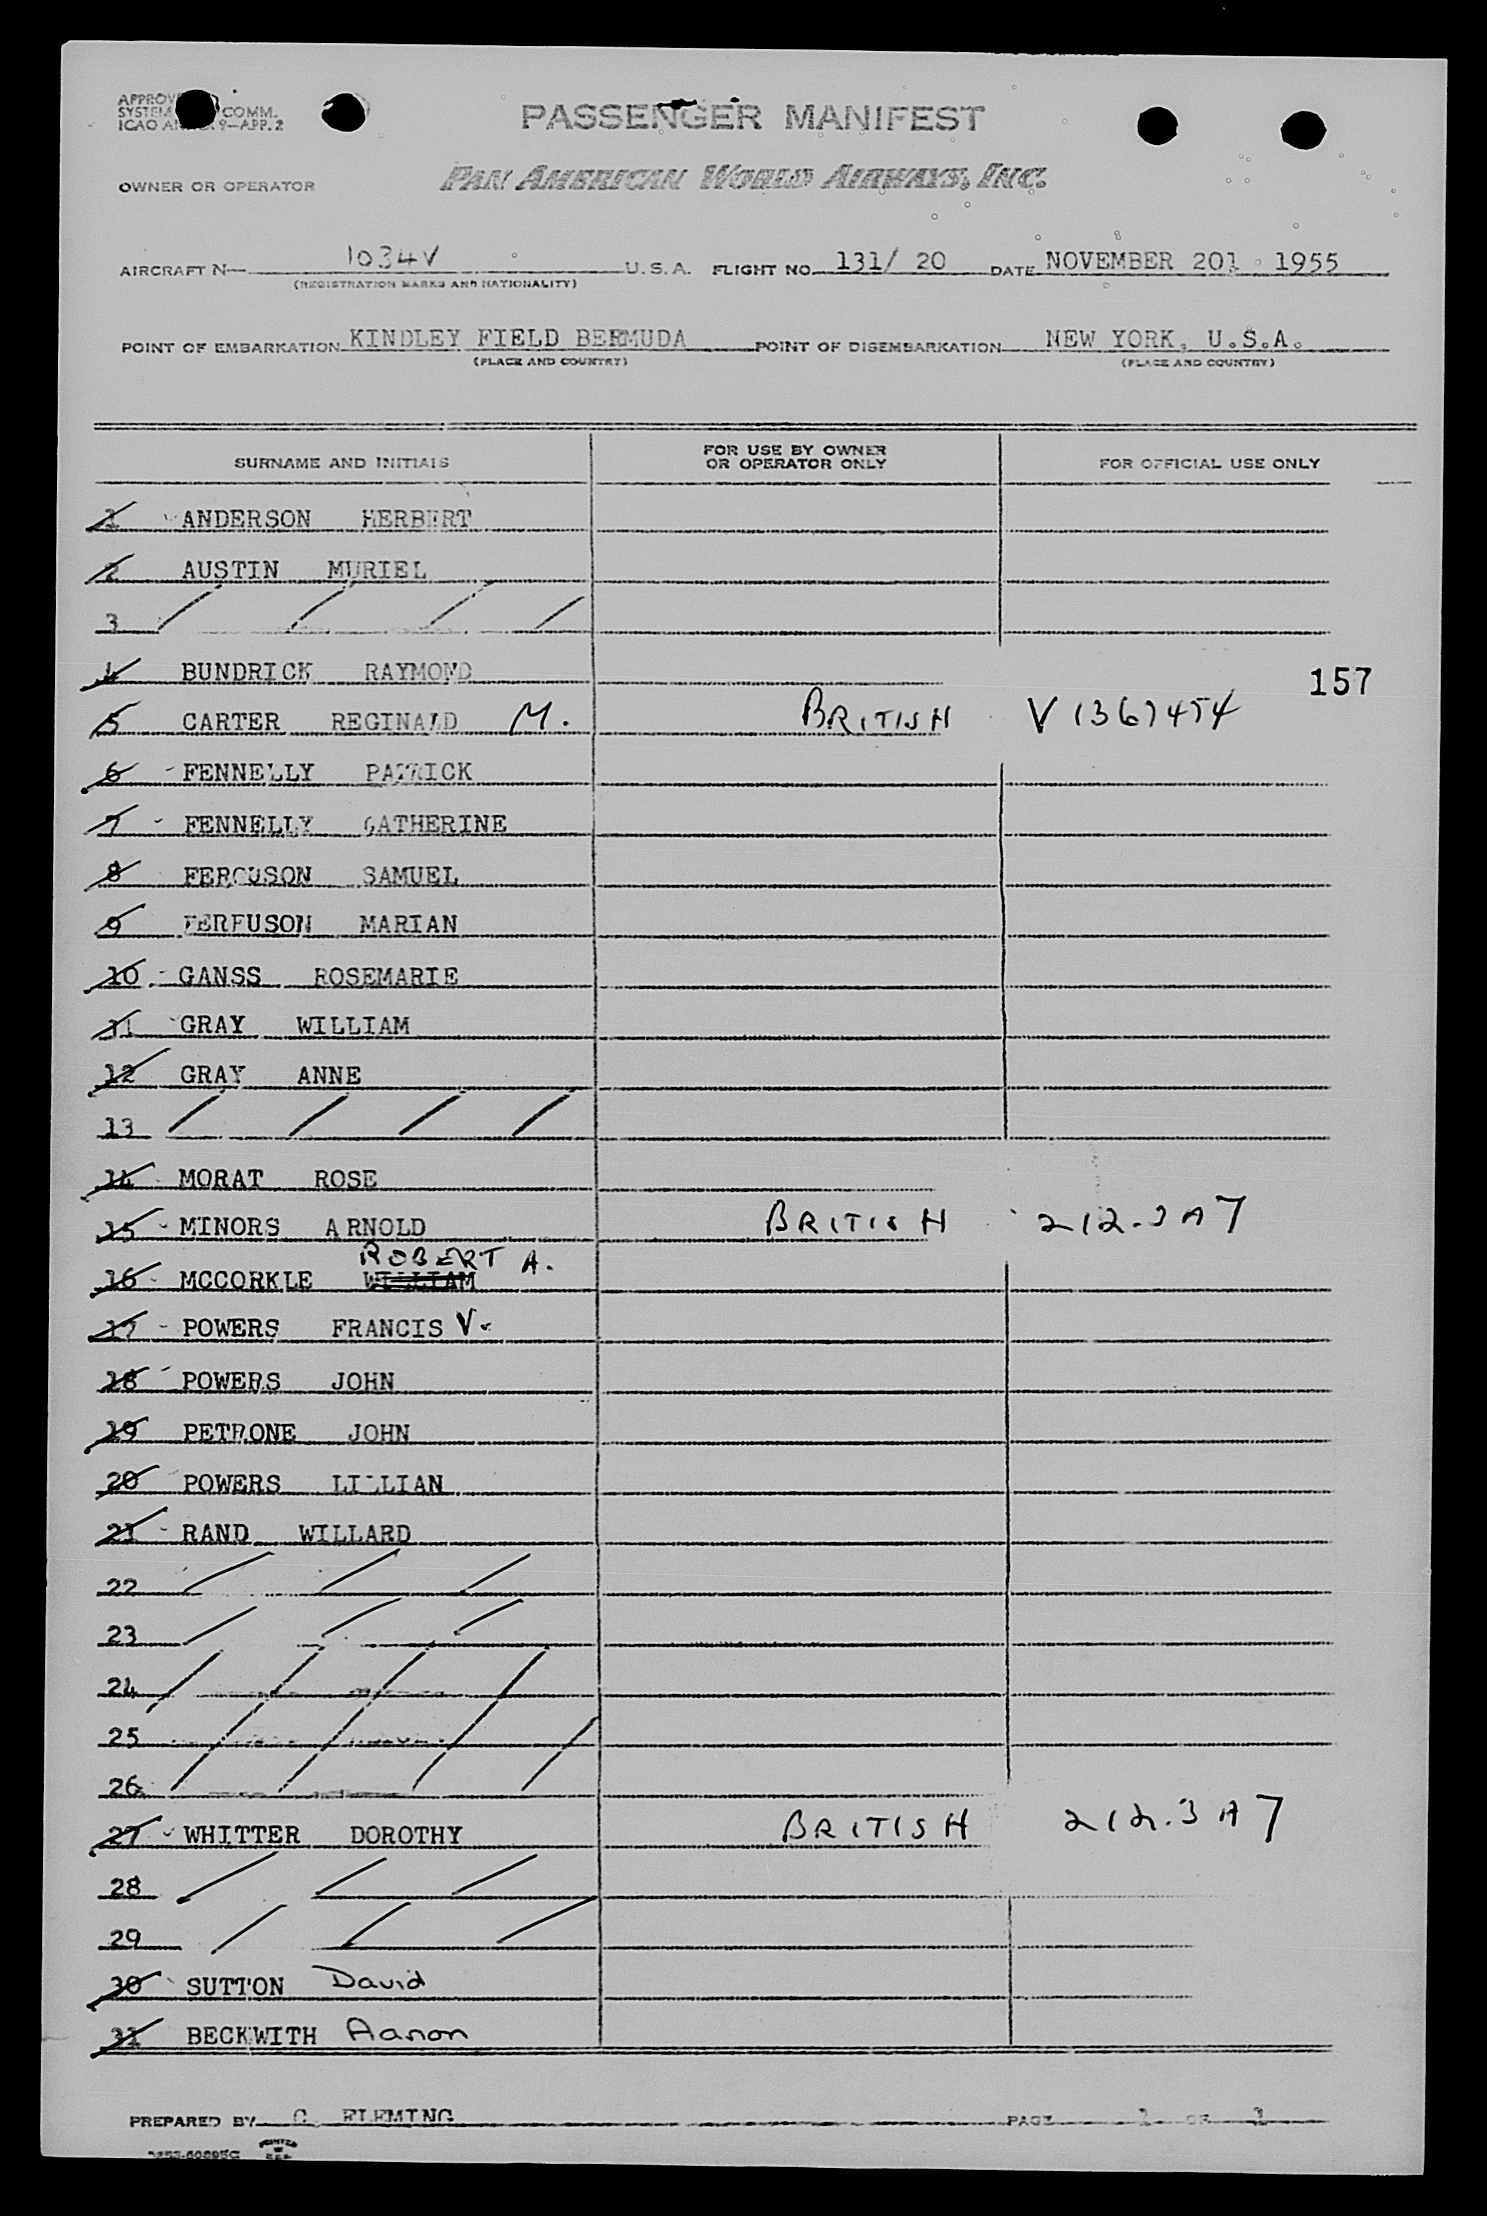 COMM.
PASSENGER MANIFEST
OWNER OR OPERATOR PAN AMERICAN WORLD AIRWAYS, INC.
AIRCRAFT N— 1034V U.S.A. FLIGHT NO. 131/ 20 DATE NOVEMBER 201 1955
(REGISTRATION MARKS AND NATIONALITY)
POINT OF EMBARKATION KINDLEY FIELD BERMUDA POINT OF DISEMBARKATION NEW YORK, U.S.A.
(PLACE AND COUNTRY) (PLACE AND COUNTRY)
SURNAME AND INITIALS FOR USE BY OWNER OR OPERATOR ONLY FOR OFFICIAL USE ONLY
1 ANDERSON HERBERT
2 AUSTIN MURIEL
3
4 BUNDRICK RAYMOND
157
5 CARTER REGINALD M. BRITISH V1367454
6 FENNELLY PATRICK
7 FENNELLY CATHERINE
8 FERGUSON SAMUEL
9 FERFUSON MARIAN
10 GANSS ROSEMARIE
11 GRAY WILLIAM
12 GRAY ANNE
13
14 MORAT ROSE
15 MINORS ARNOLD BRITISH 212.3A7
ROBERT A.
16 MCCORKLE WILLIAM
17 POWERS FRANCIS V.
18 POWERS JOHN
19 PETRONE JOHN
20 POWERS LILLIAN
21 RAND WILLARD
22
23
24
25
26
27 WHITTER DOROTHY BRITISH 212.3A7
28
29
30 SUTTON David
31 BECKWITH Aaron
PREPARED BY C. FLEMING PAGE 1 OF 1